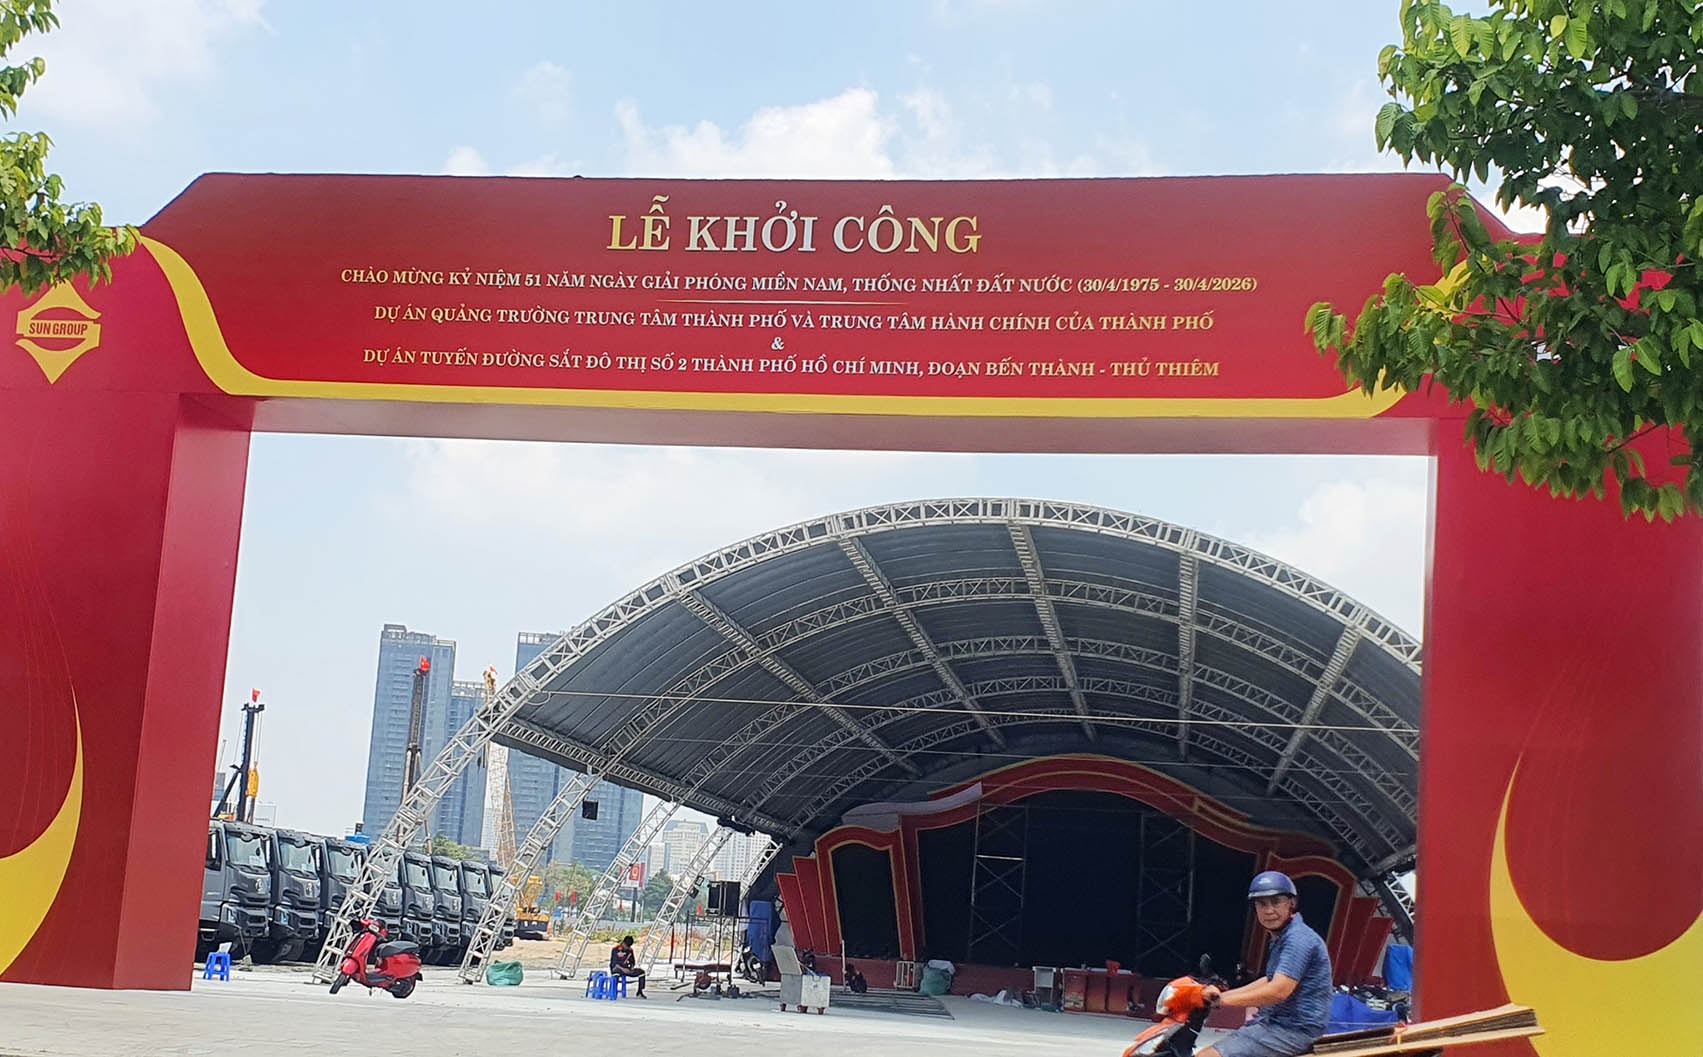 LỄ KHỞI CÔNG
CHÀO MỪNG KỶ NIỆM 51 NĂM NGÀY GIẢI PHÓNG MIỀN NAM, THỐNG NHẤT ĐẤT NƯỚC (30/4/1975 - 30/4/2026)
DỰ ÁN QUẢNG TRƯỜNG TRUNG TÂM THÀNH PHỐ VÀ TRUNG TÂM HÀNH CHÍNH CỦA THÀNH PHỐ
&
DỰ ÁN TUYẾN ĐƯỜNG SẮT ĐÔ THỊ SỐ 2 THÀNH PHỐ HỒ CHÍ MINH, ĐOẠN BẾN THÀNH - THỦ THIÊM
SUN GROUP